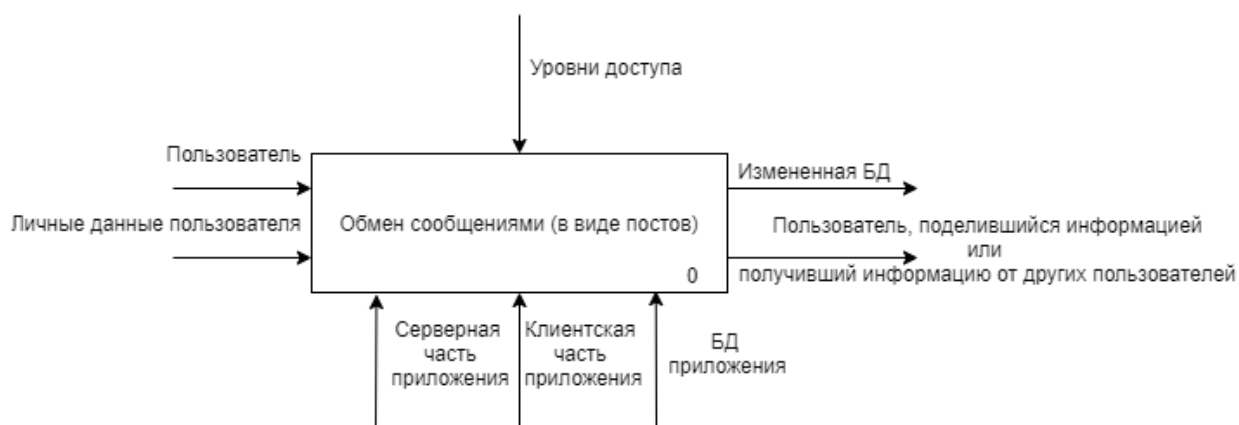 Уровни доступа
Пользователь
Измененная БД
Личные данные пользователя
Обмен сообщениями (в виде постов)
0
Пользователь, поделившийся информацией
или
получивший информацию от других пользователей
Серверная
часть
приложения
Клиентская
часть
приложения
БД
приложения